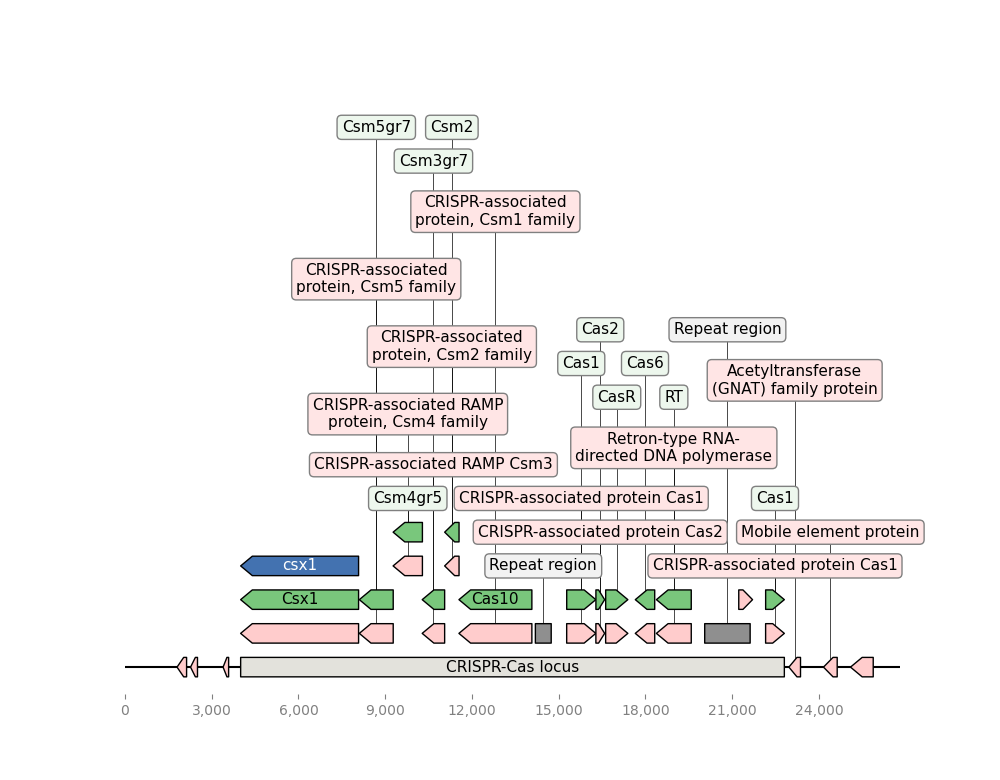 Csm5gr7
Csm2
Csm3gr7
CRISPR-associated
protein, Csm1 family
CRISPR-associated
protein, Csm5 family
Cas2
Repeat region
CRISPR-associated
protein, Csm2 family
Cas1
Cas6
Acetyltransferase
(GNAT) family protein
CasR
RT
CRISPR-associated RAMP
protein, Csm4 family
Retron-type RNA-
directed DNA polymerase
CRISPR-associated RAMP Csm3
Csm4gr5
CRISPR-associated protein Cas1
Cas1
CRISPR-associated protein Cas2
Mobile element protein
csx1
Repeat region
CRISPR-associated protein Cas1
Csx1
Cas10
CRISPR-Cas locus
0
3,000
6,000
9,000
12,000
15,000
18,000
21,000
24,000